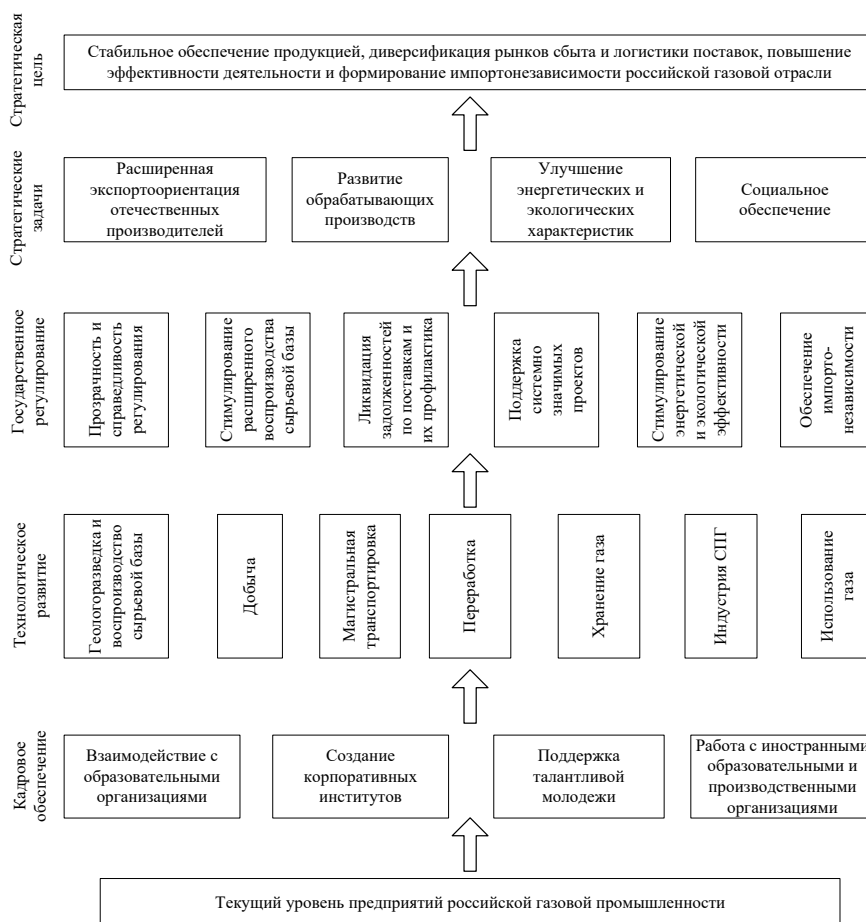 Стратегическая
цель
Стабильное обеспечение продукцией, диверсификация рынков сбыта и логистики поставок, повышение
эффективности деятельности и формирование импортонезависимости российской газовой отрасли
Стратегические
задачи
Расширенная
экспортоориентация
отечественных
производителей
Развитие
обрабатывающих
производств
Улучшение
энергетических и
экологических
характеристик
Социальное
обеспечение
Государственное
регулирование
Прозрачность и
справедливость
регулирования
Стимулирование
расширенного
воспроизводства
сырьевой базы
Ликвидация
задолженностей
по поставкам и
их профилактика
Поддержка
системно
значимых
проектов
Стимулирование
энергетической
и экологической
эффективности
Обеспечение
импорто-
независимости
Технологическое
развитие
Геологоразведка и
воспроизводство
сырьевой базы
Добыча
Магистральная
транспортировка
Переработка
Хранение газа
Индустрия СПГ
Использование
газа
Кадровое
обеспечение
Взаимодействие с
образовательными
организациями
Создание
корпоративных
институтов
Поддержка
талантливой
молодежи
Работа с иностранными
образовательными и
производственными
организациями
Текущий уровень предприятий российской газовой промышленности